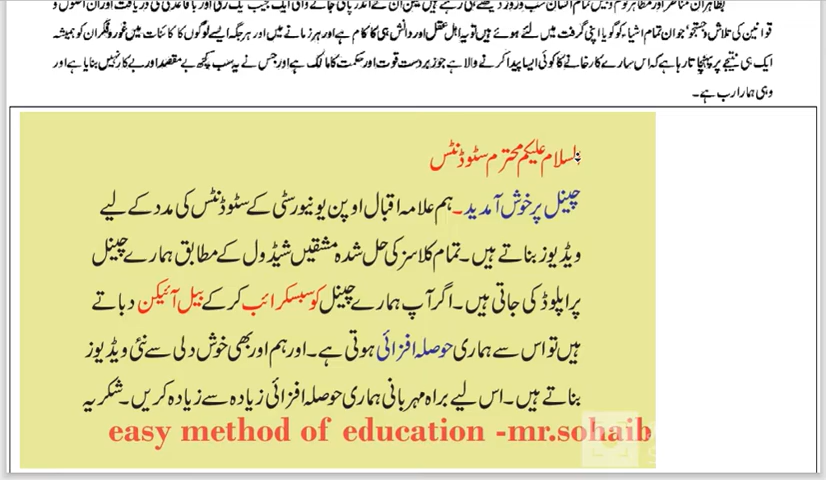 قوانین کی تلاش و جستجو، جو ان تمام اشیاء کو گویا اپنی گرفت میں لئے ہوئے ہیں تو یہ اہل عقل اور دانش ہی کا کام ہے اور ہر زمانے میں اور ہر جگہ ایسے لوگوں کا کائنات میں غور و فکر ان کو ہمیشہ
ایک ہی نتیجے پر پہنچاتا رہا ہے کہ اس سارے کارخانے کا کوئی ایسا پیدا کرنے والا ہے جو زبردست قوت اور حکمت کا مالک ہے اور جس نے یہ سب کچھ بے مقصد اور بے کار نہیں بنایا ہے اور
وہی ہمارا رب ہے۔
السلام علیکم محترم سٹوڈنٹس
چینل پر خوش آمدید۔ ہم علامہ اقبال اوپن یونیورسٹی کے سٹوڈنٹس کی مدد کے لیے
ویڈیوز بناتے ہیں۔ تمام کلاسز کی حل شدہ مشقیں شیڈول کے مطابق ہمارے چینل
پر اپلوڈ کی جاتی ہیں۔ اگر آپ ہمارے چینل کو سبسکرائب کر کے بیل آئیکن دباتے
ہیں تو اس سے ہماری حوصلہ افزائی ہوتی ہے۔ اور ہم اور بھی خوش دلی سے نئی ویڈیوز
بناتے ہیں۔ اس لیے براہ مہربانی ہماری حوصلہ افزائی زیادہ سے زیادہ کریں۔ شکریہ
easy method of education -mr.sohaib